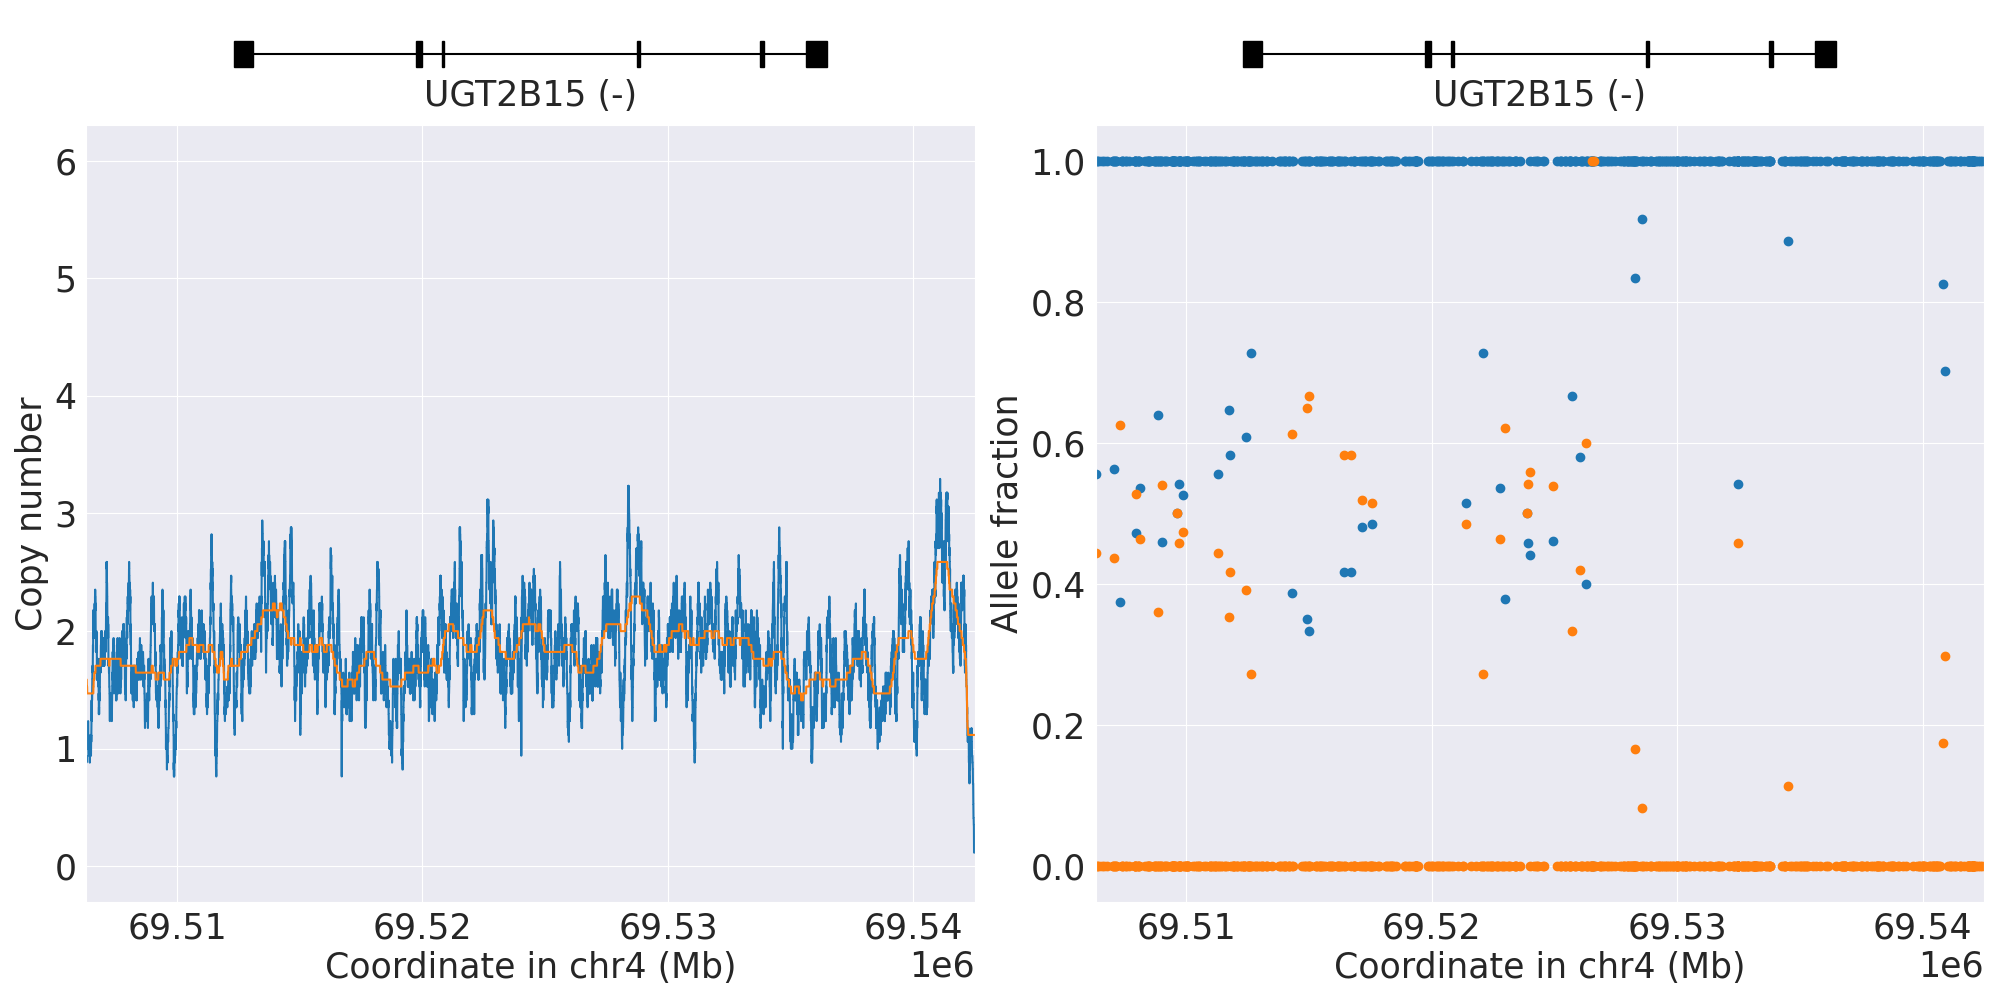 UGT2B15 (-)
6
5
4
3
2
1
0
Copy number
69.51 69.52 69.53 69.54
Coordinate in chr4 (Mb)
1e6
UGT2B15 (-)
1.0
0.8
0.6
0.4
0.2
0.0
Allele fraction
69.51 69.52 69.53 69.54
Coordinate in chr4 (Mb)
1e6